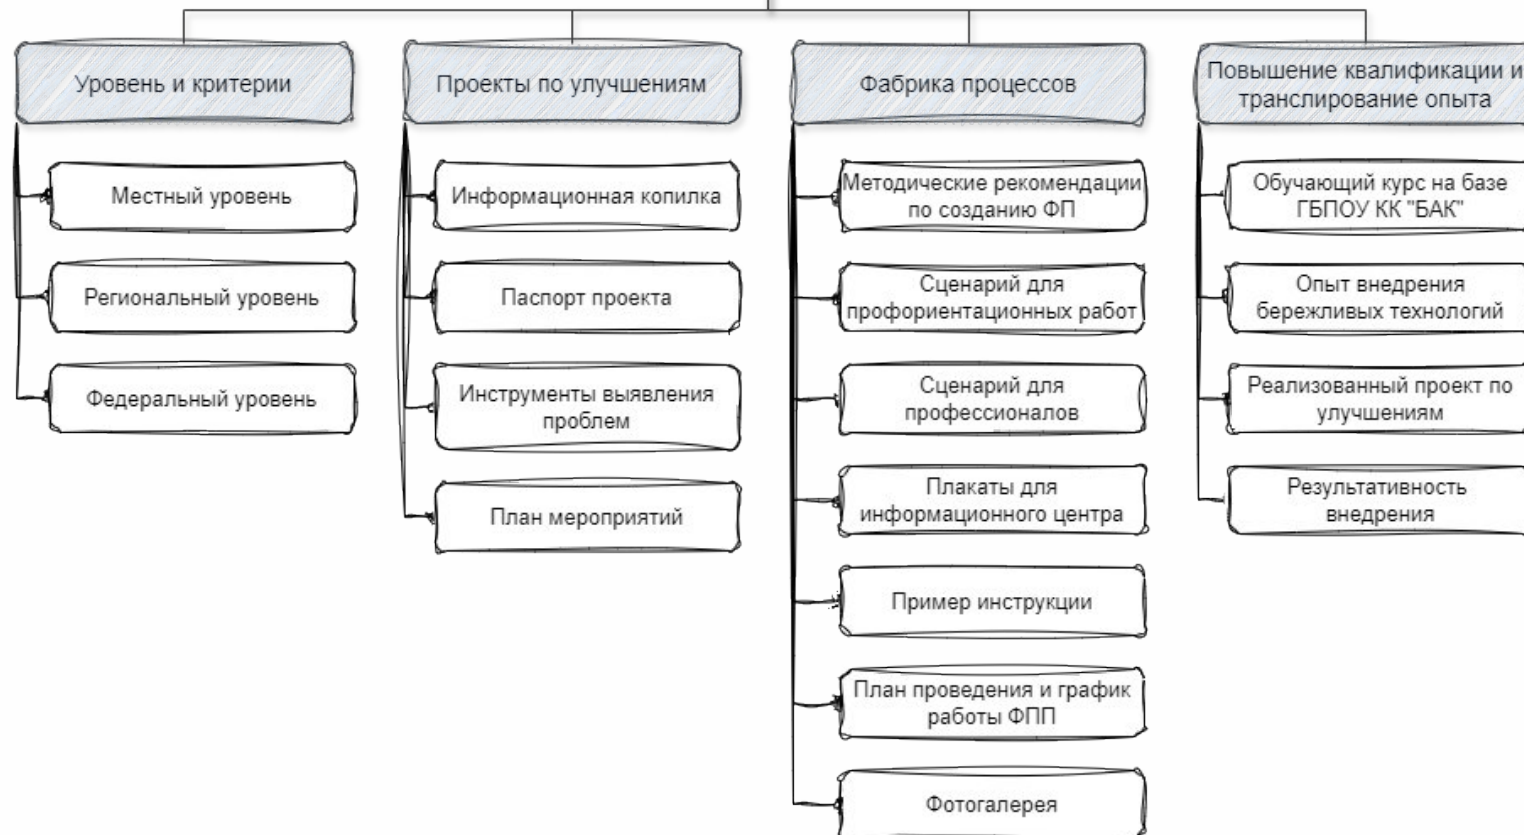 Уровень и критерии
Местный уровень
Региональный уровень
Федеральный уровень
Проекты по улучшениям
Информационная копилка
Паспорт проекта
Инструменты выявления
проблем
План мероприятий
Фабрика процессов
Методические рекомендации
по созданию ФП
Сценарий для
профориентационных работ
Сценарий для
профессионалов
Плакаты для
информационного центра
Пример инструкции
План проведения и график
работы ФПП
Фотогалерея
Повышение квалификации и
транслирование опыта
Обучающий курс на базе
ГБПОУ КК "БАК"
Опыт внедрения
бережливых технологий
Реализованный проект по
улучшениям
Результативность
внедрения